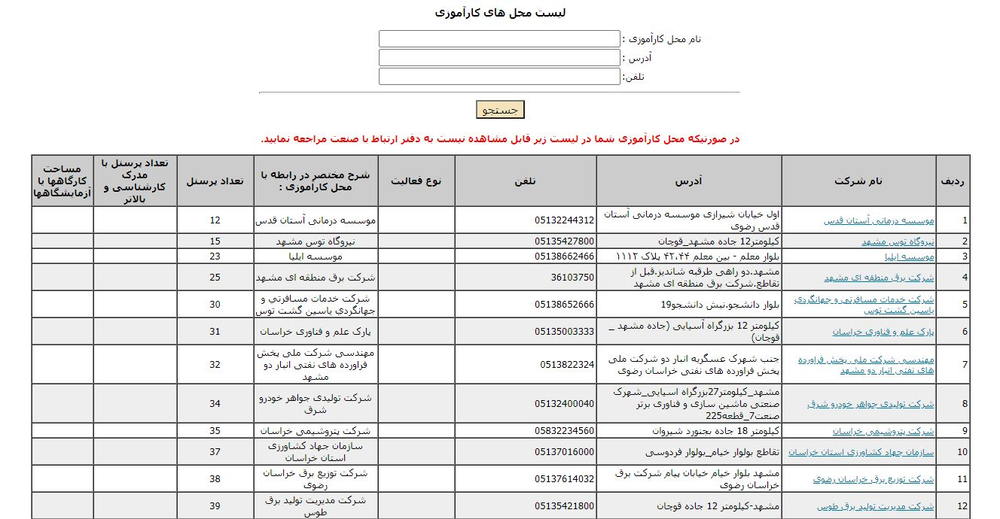 لیست محل های کارآموزی
نام محل کارآموزی :
آدرس :
تلفن:
جستجو
در صورتیکه محل کارآموزی شما در لیست زیر قابل مشاهده نیست به دفتر ارتباط با صنعت مراجعه نمایید.
ردیف
نام شرکت
آدرس
تلفن
نوع فعالیت
شرح مختصر در رابطه با
محل کارآموزی :
تعداد پرسنل
تعداد پرسنل با
مدرک
کارشناسی و
بالاتر
مساحت
کارگاهها یا
آزمایشگاهها
1
موسسه درمانی آستان قدس
اول خیابان شیرازی موسسه درمانی آستان
قدس رضوی
05132244312
موسسه درمانی آستان قدس
12
2
نیروگاه توس مشهد
کیلومتر12 جاده مشهد_قوچان
05135427800
نیروگاه توس مشهد
15
3
موسسه ایلیا
بلوار معلم - بین معلم ۴۲،۴۴ پلاک ۱۱۱۲
05138662466
موسسه ایلیا
23
4
شرکت برق منطقه ای مشهد
مشهد.دو راهی طرقبه شاندیز.قبل از
تقاطع.شرکت برق منطقه ای مشهد
36103750
شرکت برق منطقه ای مشهد
25
5
شرکت خدمات مسافرتي و جهانگردي
ياسين گشت توس
بلوار دانشجو.نبش دانشجو19
05138652666
شرکت خدمات مسافرتي و
جهانگردي ياسين گشت توس
30
6
پارک علم و فناوری خراسان
کیلومتر 12 بزرگراه آسیایی (جاده مشهد _
قوچان)
05135003333
پارک علم و فناوری خراسان
31
7
مهندسی شرکت ملی پخش فراورده
های نفتی انبار دو مشهد
جنب شهرک عسگریه انبار دو شرکت ملی
پخش فراورده های نفتی خراسان رضوی
0513822324
مهندسی شرکت ملی پخش
فراورده های نفتی انبار دو
مشهد
32
8
شرکت تولیدی جواهر خودرو شرق
مشهد_کیلومتر27بزرگراه اسیایی_شهرک
صنعتی ماشین سازی و فناوری برتر
صنعت7_قطعه225
05132400040
شرکت تولیدی جواهر خودرو
شرق
34
9
شرکت پتروشیمی خراسان
کیلومتر 18 جاده بجنورد شیروان
05832234560
شرکت پتروشیمی خراسان
35
10
سازمان جهاد کشاورزی استان خراسان
تقاطع بولوار خیام_بولوار فردوسی
05137016000
سازمان جهاد کشاورزی
استان خراسان
37
11
شرکت توزیع برق خراسان رضوی
مشهد بلوار خیام خیابان پیام شرکت برق
خراسان رضوی
05137614032
شرکت توزیع برق خراسان
رضوی
38
12
شرکت مدیریت تولید برق طوس
مشهد-کیلومتر 12 جاده قوچان
05135421800
شرکت مدیریت تولید برق
طوس
39